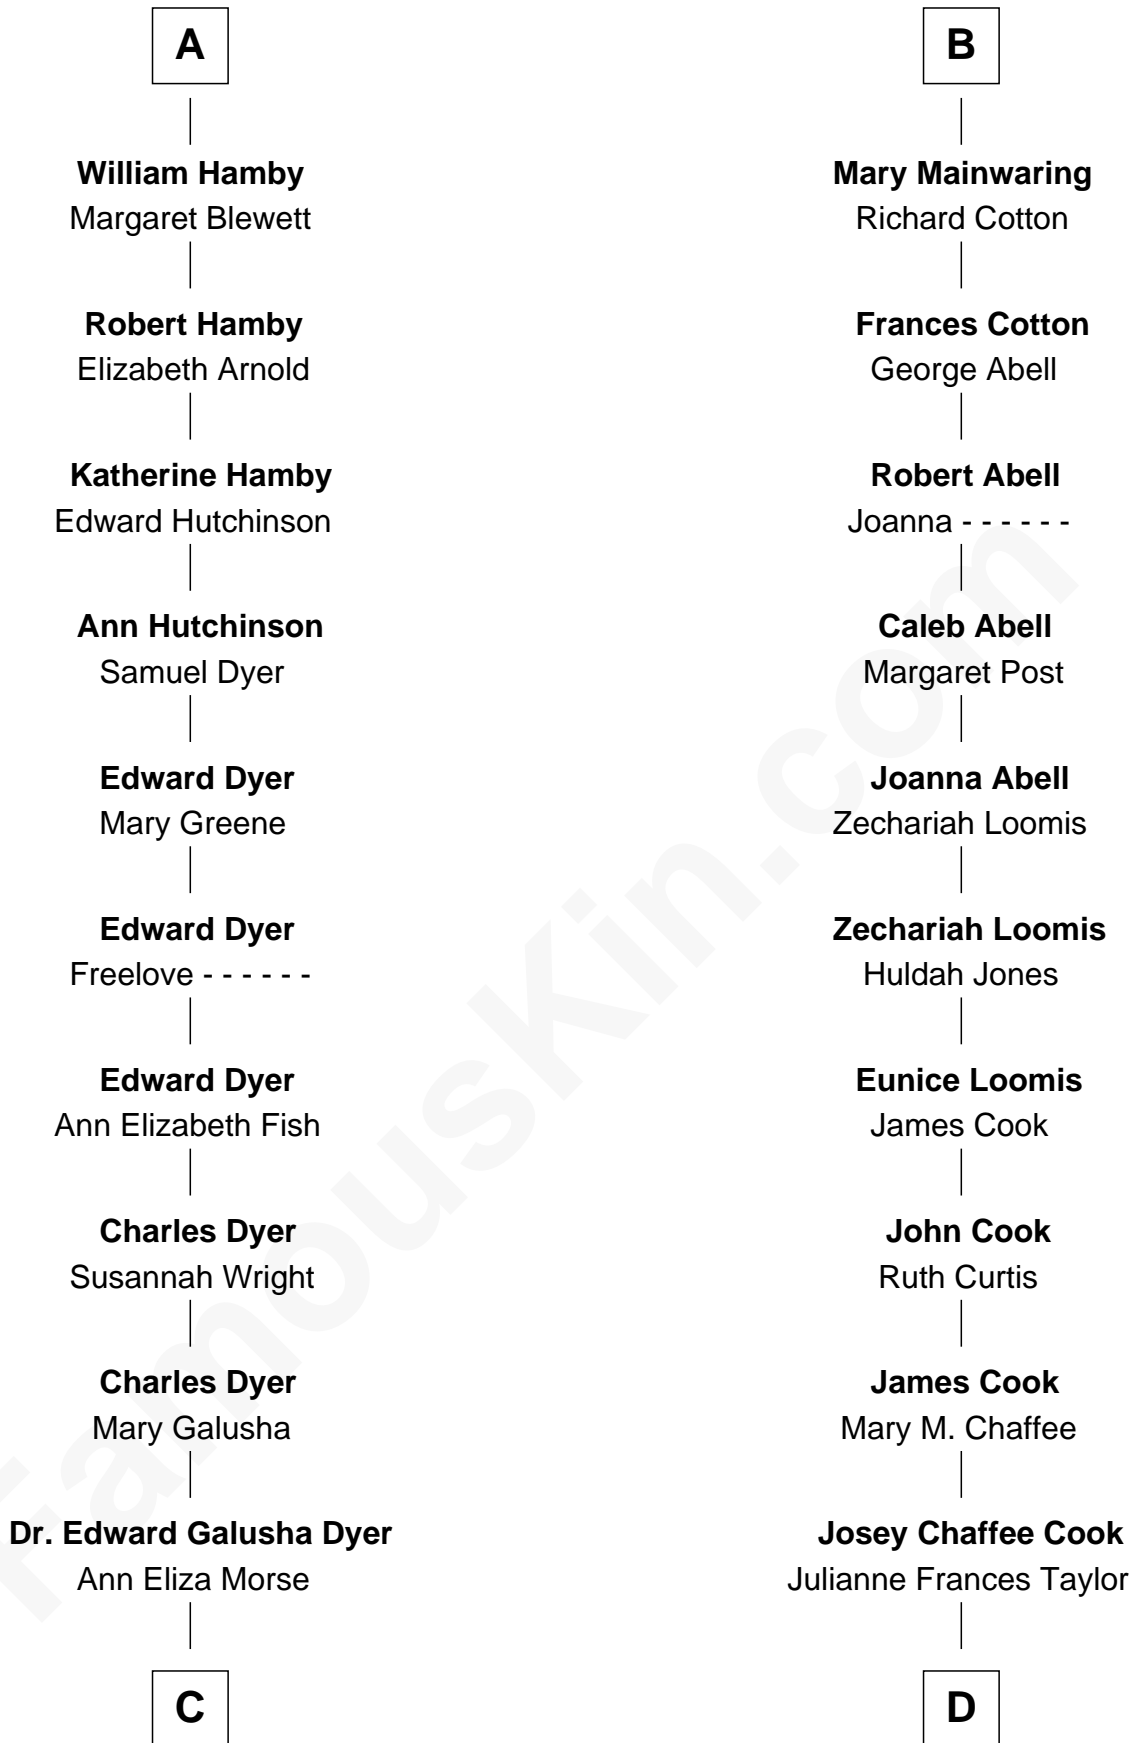 A
William Hamby
Margaret Blewett
Robert Hamby
Elizabeth Arnold
Katherine Hamby
Edward Hutchinson
Ann Hutchinson
Samuel Dyer
Edward Dyer
Mary Greene
Edward Dyer
Freelove - - - - - -
Edward Dyer
Ann Elizabeth Fish
Charles Dyer
Susannah Wright
Charles Dyer
Mary Galusha
Dr. Edward Galusha Dyer
Ann Eliza Morse
C
B
Mary Mainwaring
Richard Cotton
Frances Cotton
George Abell
Robert Abell
Joanna - - - - - -
Caleb Abell
Margaret Post
Joanna Abell
Zechariah Loomis
Zechariah Loomis
Huldah Jones
Eunice Loomis
James Cook
John Cook
Ruth Curtis
James Cook
Mary M. Chaffee
Josey Chaffee Cook
Julianne Frances Taylor
D
FamousKin.com